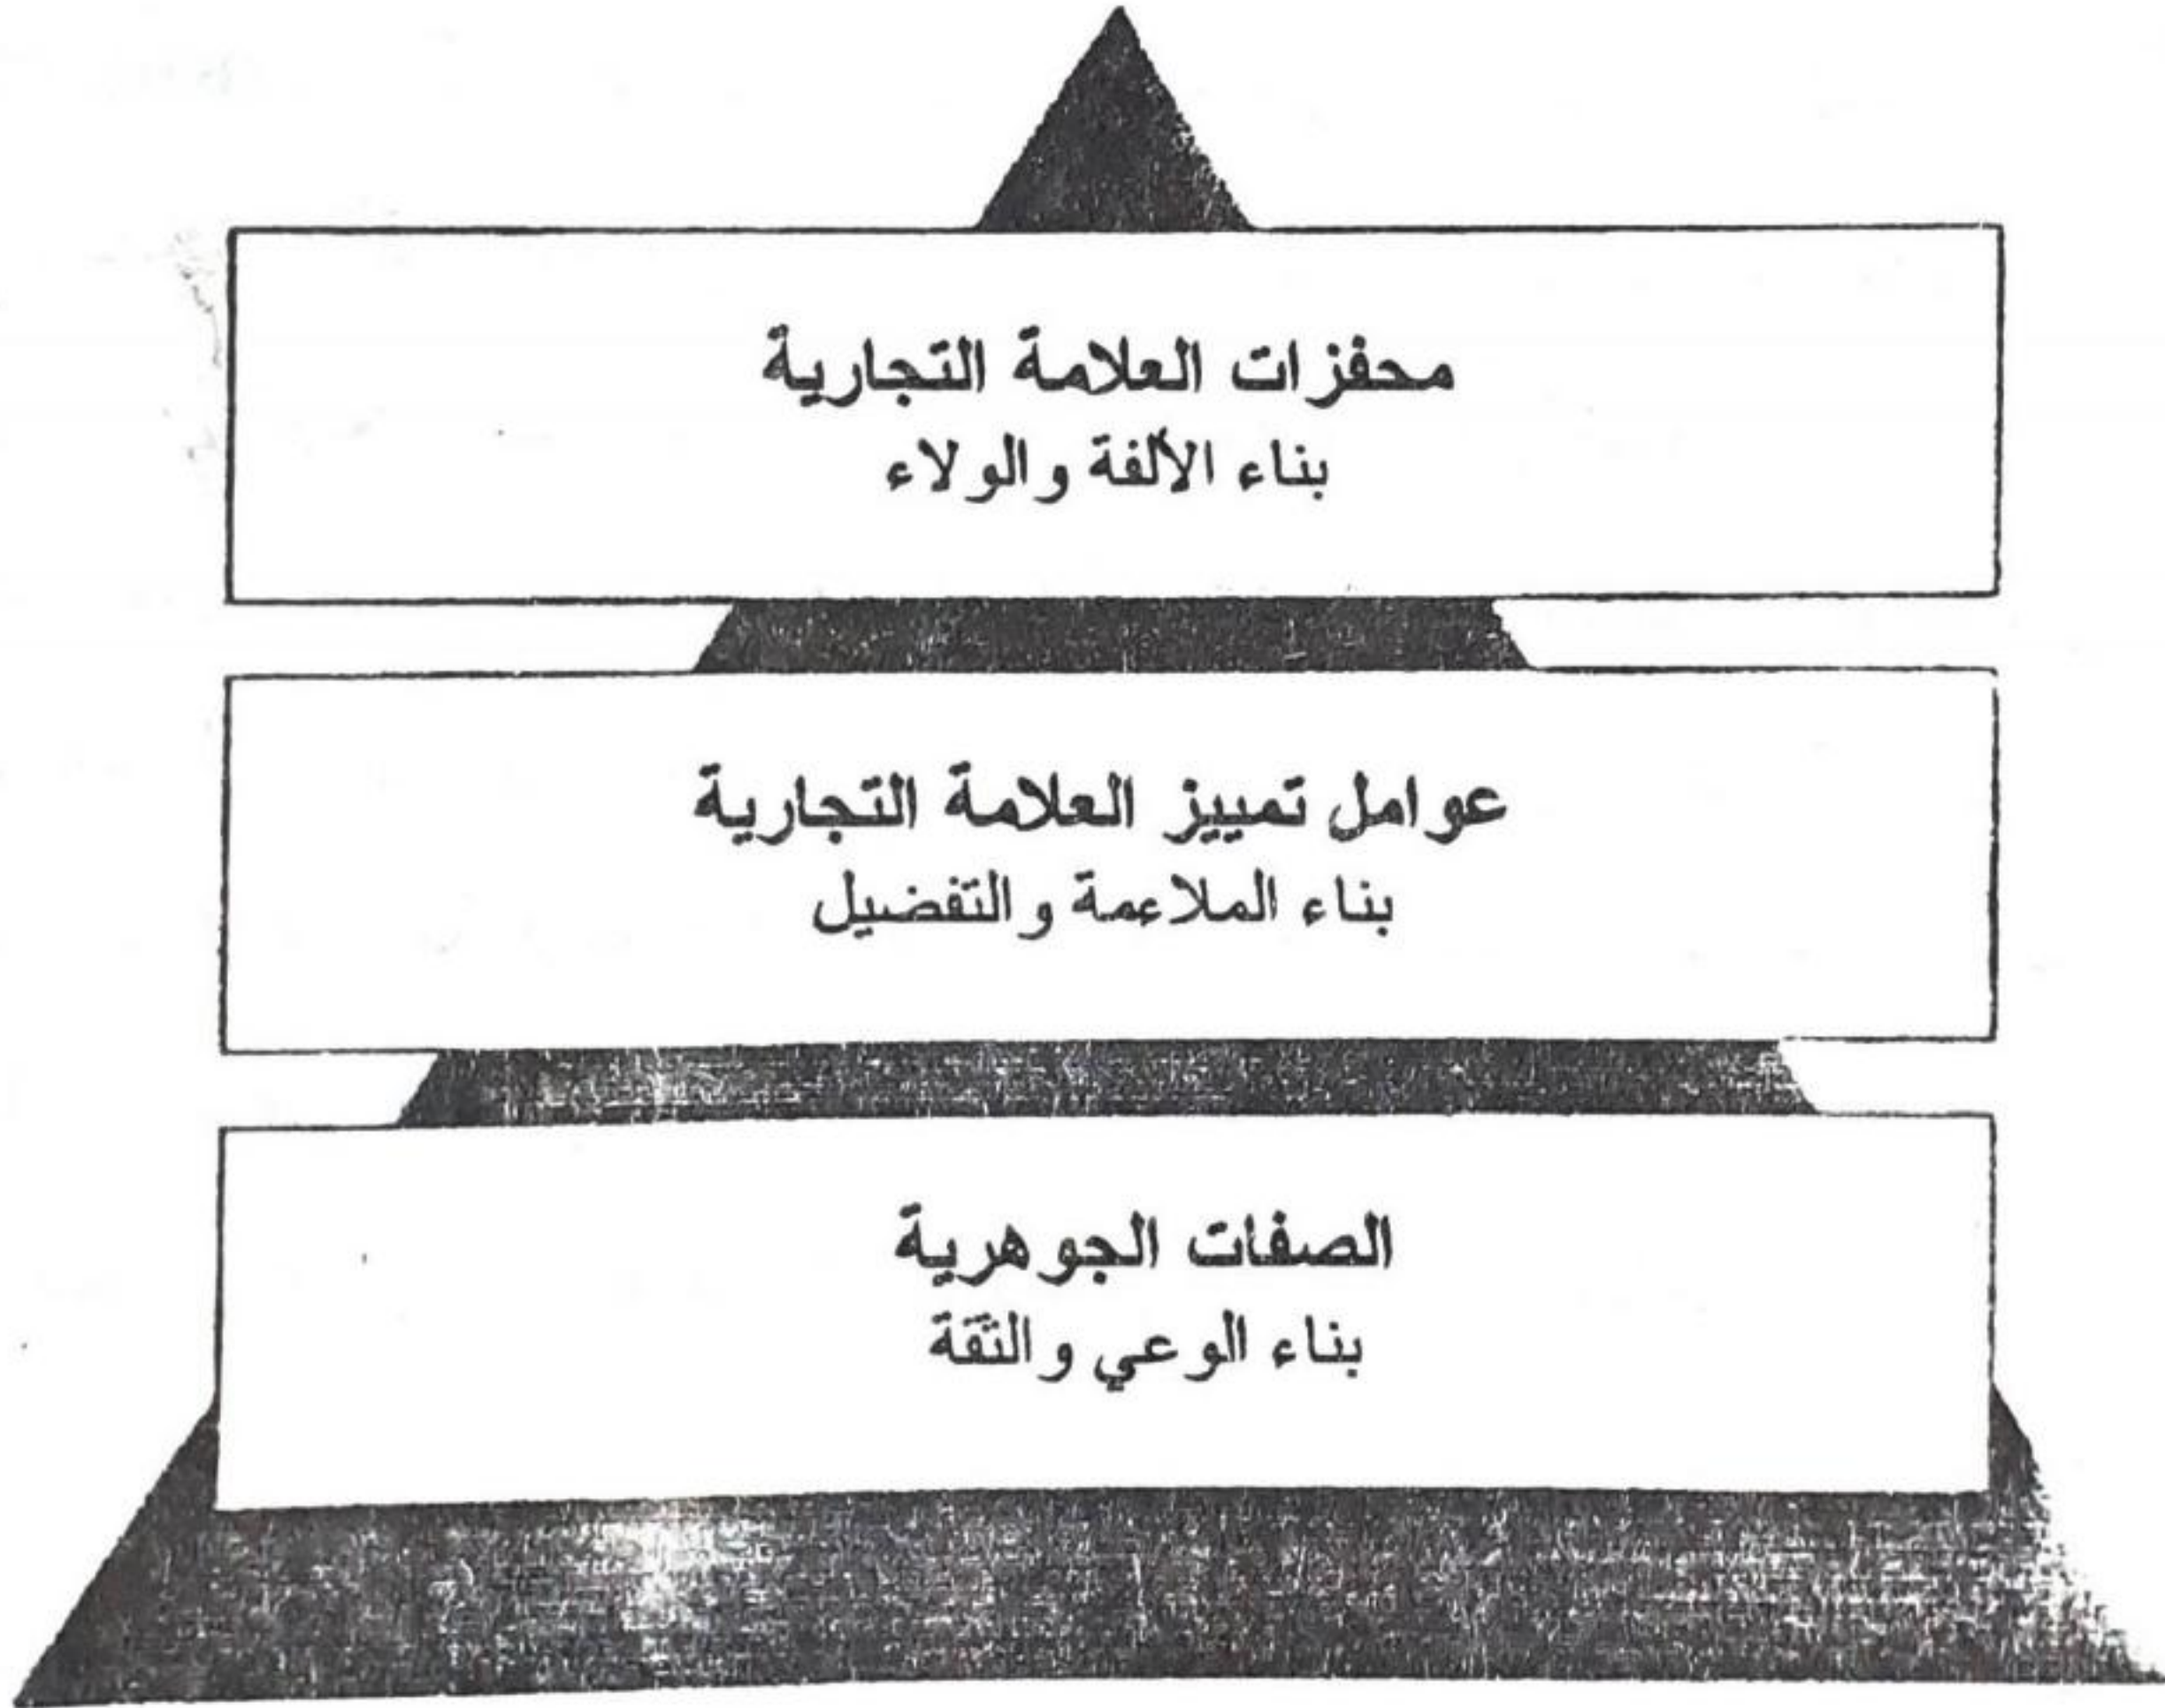 محفزات العلامة التجارية
بناء الألفة والولاء
عوامل تمييز العلامة التجارية
بناء الملاءمة والتفضيل
الصفات الجوهرية
بناء الوعي والثقة